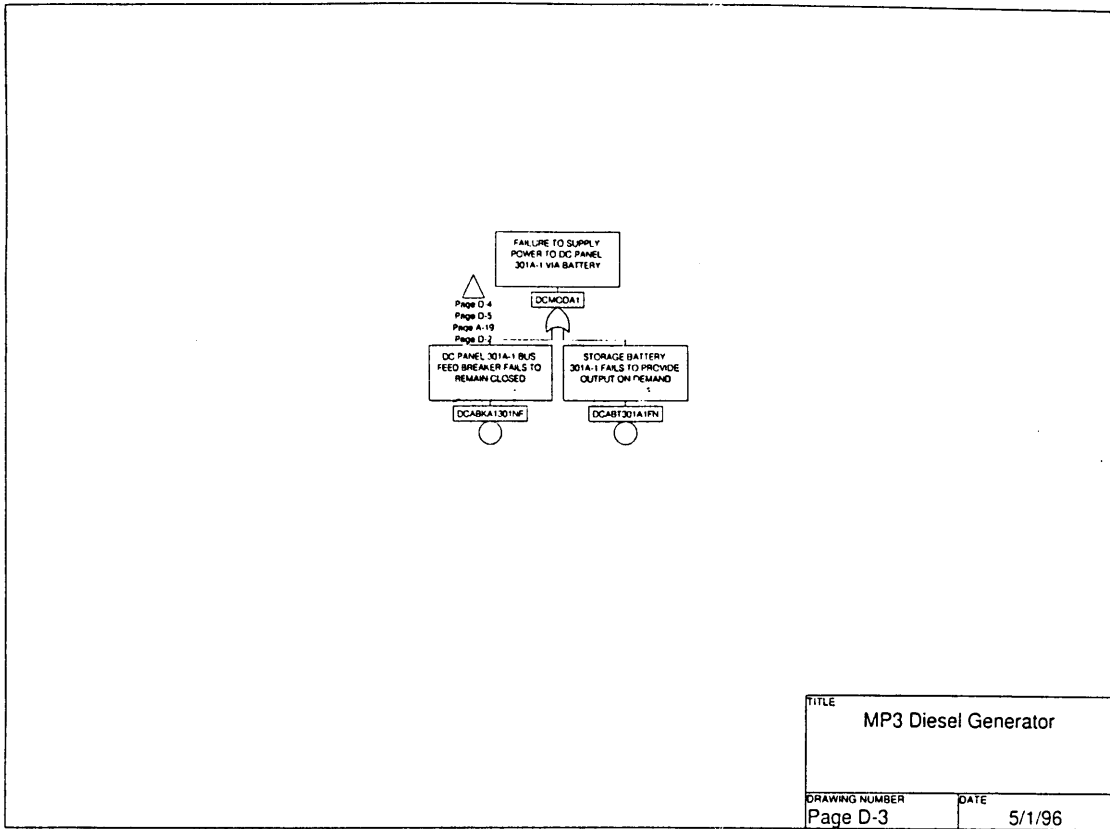 FAILURE TO SUPPLY
POWER TO DC PANEL
301A-1 VIA BATTERY
DCMODA1
Page D-4
Page D-5
Page A-19
Page D-2
DC PANEL 301A-1 BUS
FEED BREAKER FAILS TO
REMAIN CLOSED
DCABKA1301NF
STORAGE BATTERY
301A-1 FAILS TO PROVIDE
OUTPUT ON DEMAND
DCABT301A1FN
TITLE
MP3 Diesel Generator
DRAWING NUMBER
Page D-3
DATE
5/1/96